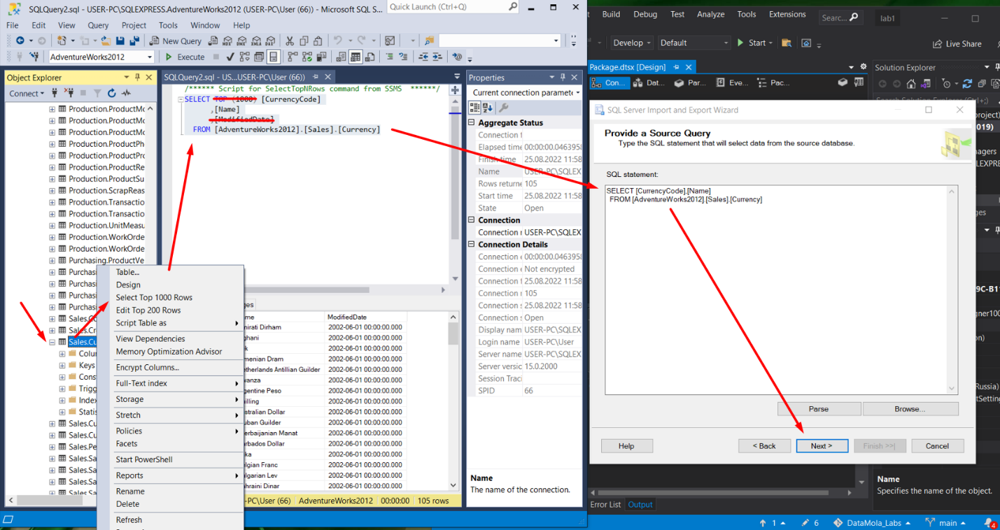 SQLQuery2.sql - USER-PC\SQLEXPRESS.AdventureWorks2012 (USER-PC\User (66)) - Microsoft SQL S...
Quick Launch (Ctrl+Q)
File Edit View Query Project Tools Window Help
New Query
AdventureWorks2012
Execute
Object Explorer
Connect
Production.ProductMo
Production.ProductMo
Production.ProductMo
Production.ProductPh
Production.ProductPro
Production.ProductRe
Production.ProductSu
Production.ScrapReas
Production.Transactio
Production.Transactio
Production.UnitMeasu
Production.WorkOrde
Production.WorkOrde
Purchasing.ProductVe
Purchas
Purchas
Purchas
Purchas
Sales.Co
Sales.Cr
Sales.Cu
Colur
Keys
Cons
Trigg
Index
Statis
Sales.Cu
Sales.Cu
Sales.Pe
Sales.Sa
Sales.Sa
Sales.Sa
Sales.Sa
Table...
Design
Select Top 1000 Rows
Edit Top 200 Rows
Script Table as
View Dependencies
Memory Optimization Advisor
Encrypt Columns...
Full-Text index
Storage
Stretch
Policies
Facets
Start PowerShell
Reports
Rename
Delete
Refresh
SQLQuery2.sql - US...USER-PC\User (66))
/****** Script for SelectTopNRows command from SSMS ******/
SELECT TOP (1000) [CurrencyCode]
,[Name]
,[ModifiedDate]
FROM [AdventureWorks2012].[Sales].[Currency]
ges
me ModifiedDate
nirati Dirham 2002-06-01 00:00:00.000
ghani 2002-06-01 00:00:00.000
k 2002-06-01 00:00:00.000
menian Dram 2002-06-01 00:00:00.000
therlands Antillian Guilder 2002-06-01 00:00:00.000
wanza 2002-06-01 00:00:00.000
gentine Peso 2002-06-01 00:00:00.000
illing 2002-06-01 00:00:00.000
stralian Dollar 2002-06-01 00:00:00.000
uban Guilder 2002-06-01 00:00:00.000
erbaijanian Manat 2002-06-01 00:00:00.000
rbados Dollar 2002-06-01 00:00:00.000
ka 2002-06-01 00:00:00.000
lgian Franc 2002-06-01 00:00:00.000
lgarian Lev 2002-06-01 00:00:00.000
hraini Dinar 2002-06-01 00:00:00.000
-PC\User (66) AdventureWorks2012 00:00:00 105 rows
Properties
Current connection paramete
Aggregate Status
Connection f
Elapsed time 00:00:00.0463958
Finish time 25.08.2022 11:58
Name USER-PC\SQLEX
Rows returne 105
Start time 25.08.2022 11:58
State Open
Connection
Connection r USER-PC\SQLEX
Connection Details
Connection e 00:00:00.0463958
Connection e Not encrypted
Connection f 25.08.2022 11:58
Connection r 105
Connection s 25.08.2022 11:58
Connection s Open
Display nam USER-PC\SQLEX
Login name USER-PC\User
Server name USER-PC\SQLEX
Server versic 15.0.2000
Session Traci
SPID 66
Name
The name of the connection.
t Build Debug Test Analyze Tools Extensions
Searc... lab1
Develop Default Start Live Share
Package.dtsx [Design]
Con... Dat... Par... Eve... Pac...
Solution Explorer
Search Solution Explorer (Ctrl+;)
project)
019)
nagers
LEXPRE
ges
9C-B11
igner100
on)
Russia)
tSetting
SQL Server Import and Export Wizard
Provide a Source Query
Type the SQL statement that will select data from the source database.
SQL statement:
SELECT [CurrencyCode],[Name]
FROM [AdventureWorks2012].[Sales].[Currency]
Parse Browse...
Help < Back Next > Finish >>| Cancel
Name
Specifies the name of the object.
Error List Output
1 6 DataMola_Labs main 4